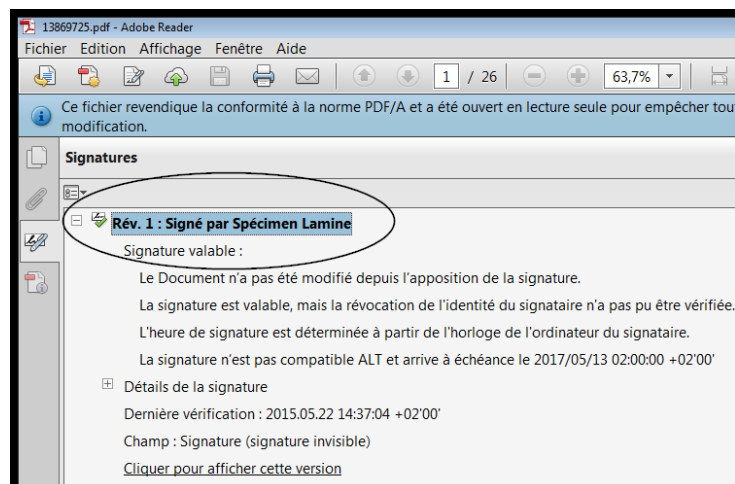 13869725.pdf - Adobe Reader
Fichier Edition Affichage Fenêtre Aide
1 / 26 63,7%
Ce fichier revendique la conformité à la norme PDF/A et a été ouvert en lecture seule pour empêcher tou
modification.
Signatures
Rév. 1 : Signé par Spécimen Lamine
Signature valable :
Le Document n'a pas été modifié depuis l'apposition de la signature.
La signature est valable, mais la révocation de l'identité du signataire n'a pas pu être vérifiée.
L'heure de signature est déterminée à partir de l'horloge de l'ordinateur du signataire.
La signature n'est pas compatible ALT et arrive à échéance le 2017/05/13 02:00:00 +02'00'
Détails de la signature
Dernière vérification : 2015.05.22 14:37:04 +02'00'
Champ : Signature (signature invisible)
Cliquer pour afficher cette version